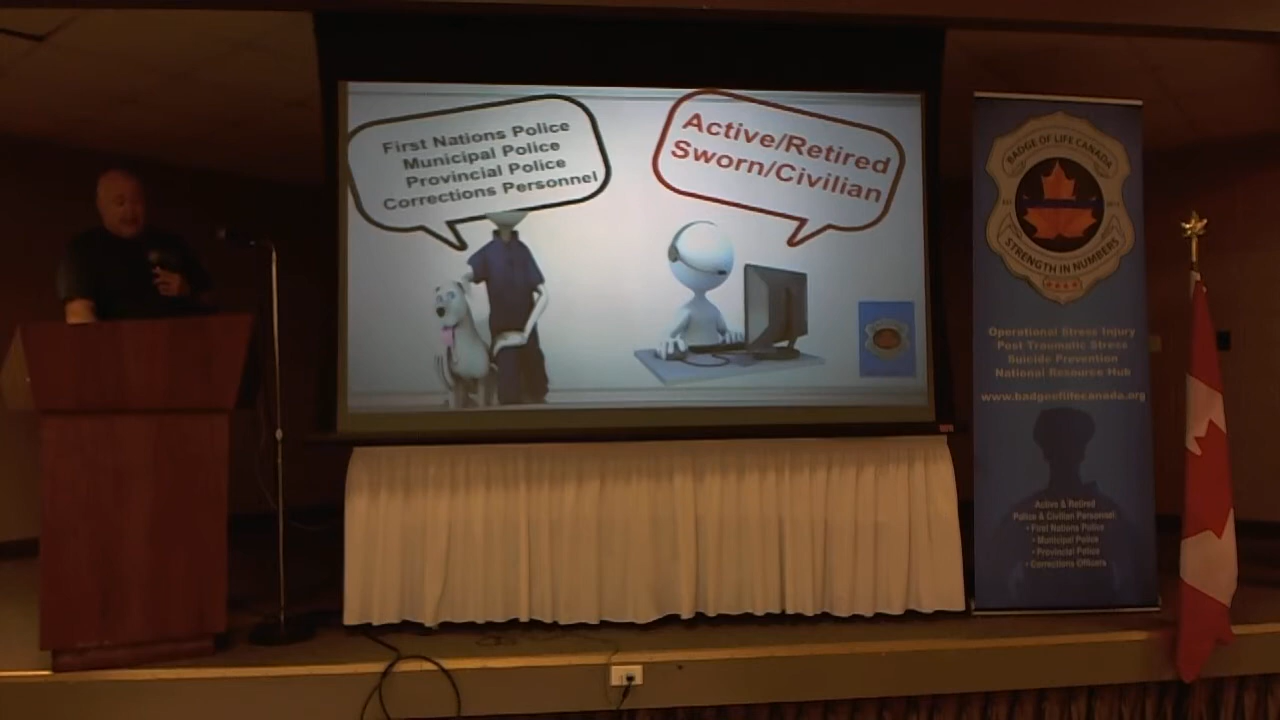 First Nations Police
Municipal Police
Provincial Police
Corrections Personnel
Active/Retired
Sworn/Civilian
BADGE OF LIFE CANADA
STRENGTH IN NUMBERS
Operational Stress Injury
Post Traumatic Stress
Suicide Prevention
National Resource Hub
www.badgeoflifecanada.org
Active & Retired
Police & Civilian Personnel:
• First Nations Police
• Municipal Police
• Provincial Police
• Corrections Officers